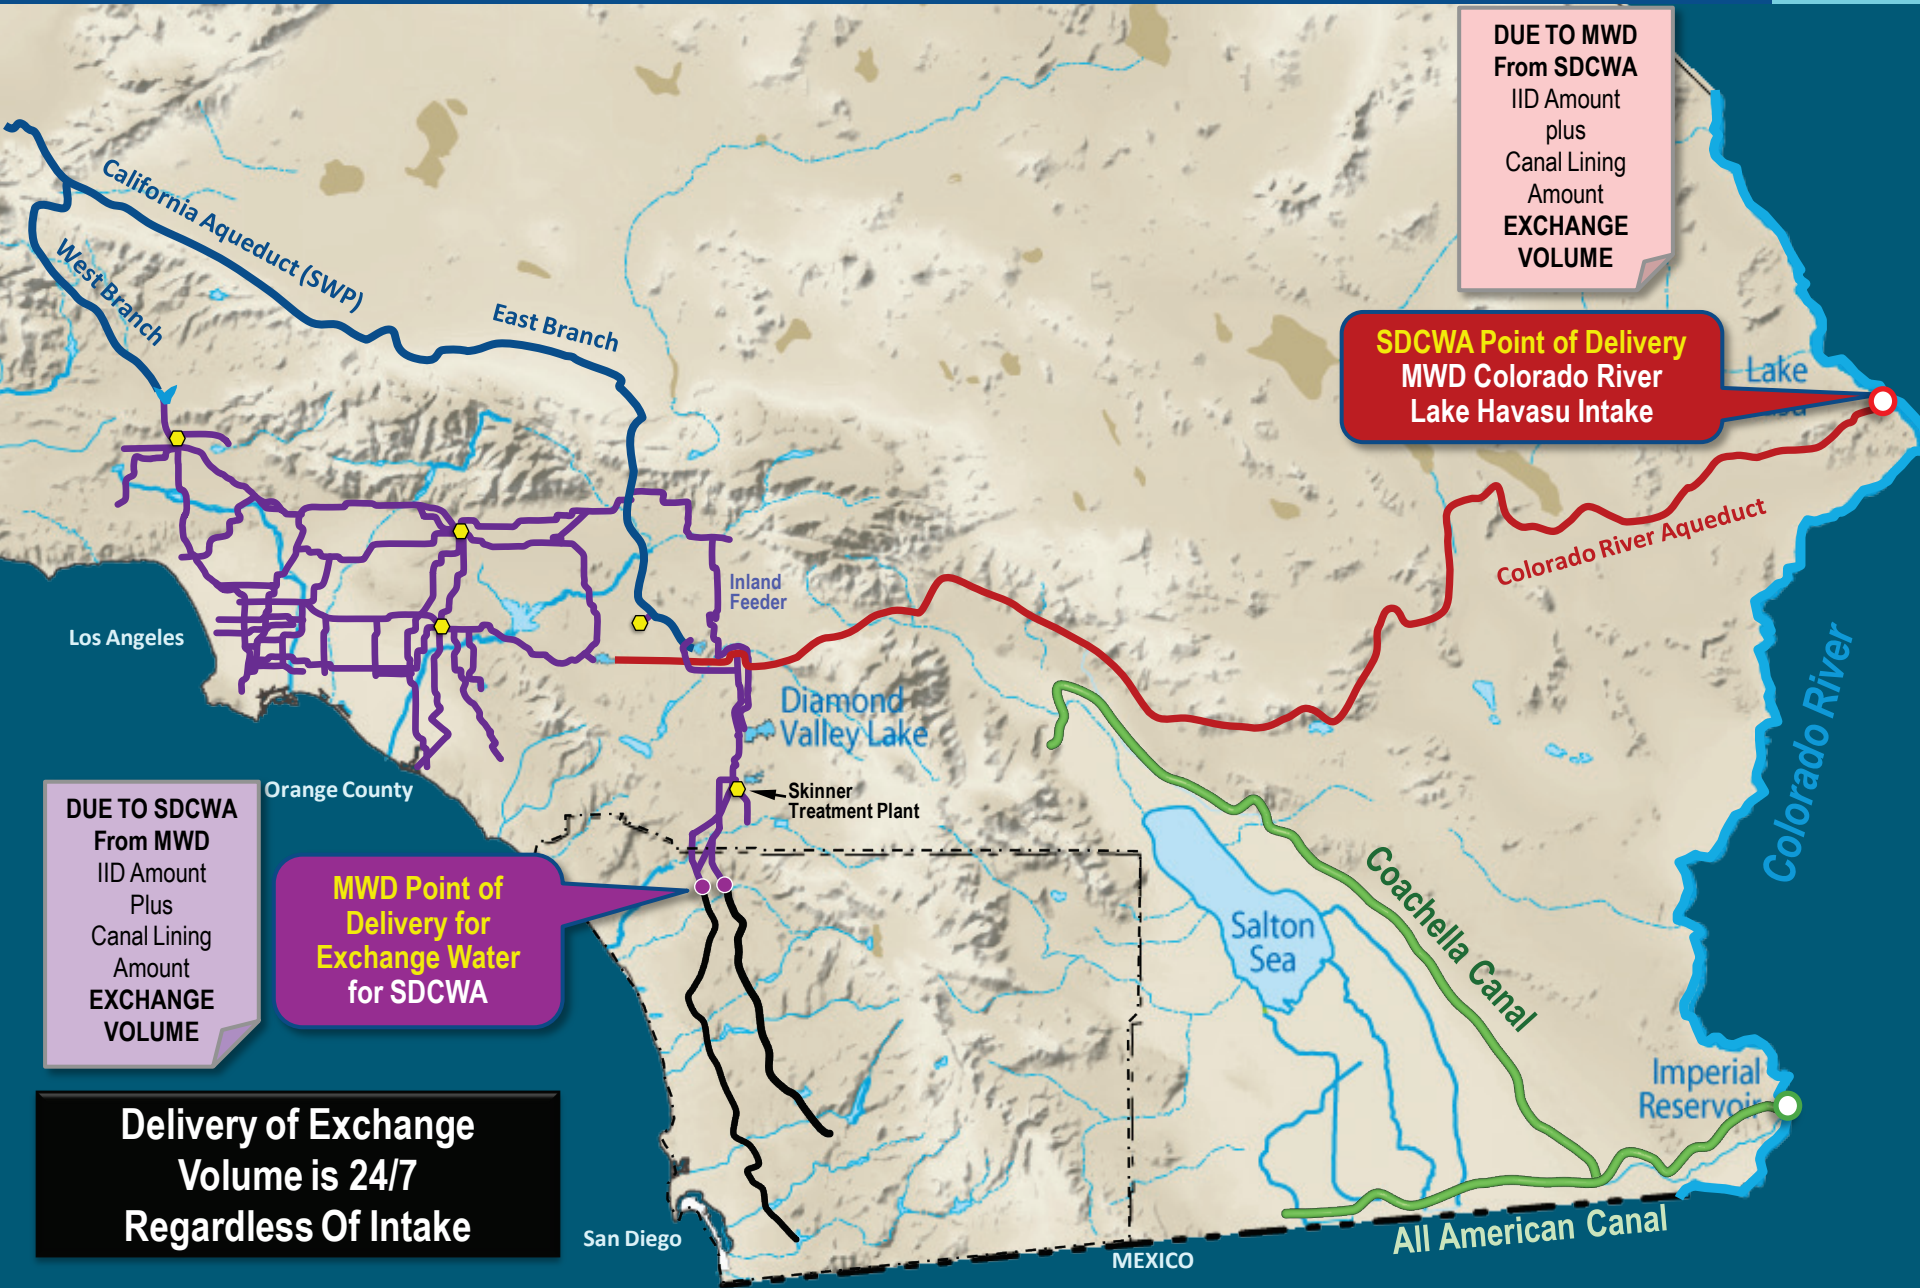 DUE TO MWD
From SDCWA
IID Amount
plus
Canal Lining
Amount
EXCHANGE
VOLUME
California Aqueduct (SWP)
West Branch
East Branch
SDCWA Point of Delivery
MWD Colorado River
Lake Havasu Intake
Lake
Colorado River Aqueduct
Inland
Feeder
Los Angeles
Colorado River
Diamond
Valley Lake
Orange County
Skinner
Treatment Plant
DUE TO SDCWA
From MWD
IID Amount
Plus
Canal Lining
Amount
EXCHANGE
VOLUME
MWD Point of
Delivery for
Exchange Water
for SDCWA
Salton
Sea
Coachella Canal
Imperial
Reservoir
Delivery of Exchange
Volume is 24/7
Regardless Of Intake
San Diego
MEXICO
All American Canal